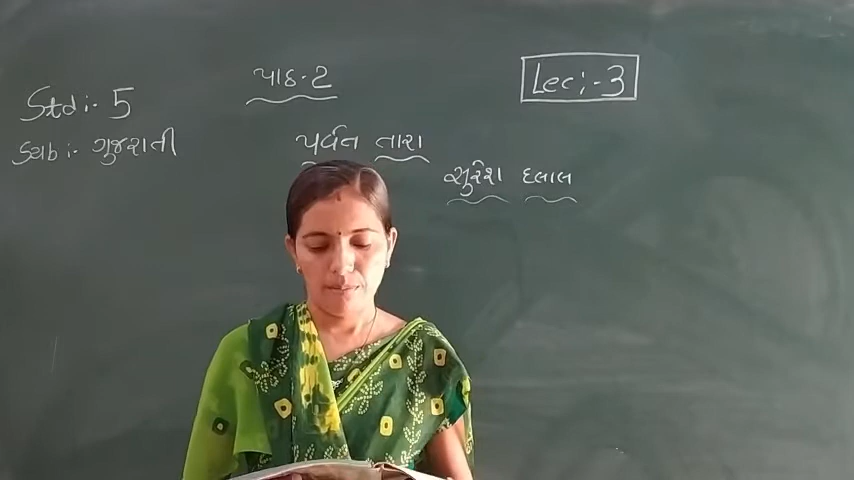 Std :- 5
પાઠ-2
Lec :- 3
Sub :- ગુજરાતી
પર્વત તારા
સુરેશ દલાલ